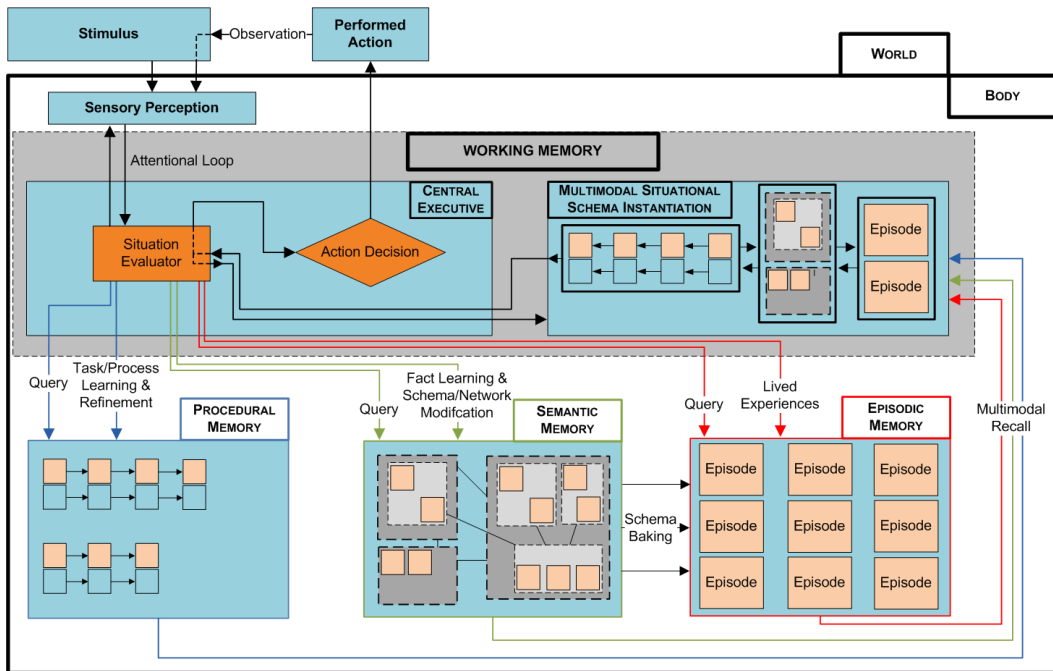 Stimulus
Observation
Performed
Action
WORLD
BODY
Sensory Perception
Attentional Loop
WORKING MEMORY
CENTRAL
EXECUTIVE
MULTIMODAL SITUATIONAL
SCHEMA INSTANTIATION
Situation
Evaluator
Action Decision
Episode
Episode
Query
Task/Process
Learning &
Refinement
Query
Fact Learning &
Schema/Network
Modifcation
Query
Lived
Experiences
Multimodal
Recall
PROCEDURAL
MEMORY
SEMANTIC
MEMORY
EPISODIC
MEMORY
Schema
Baking
Episode Episode Episode
Episode Episode Episode
Episode Episode Episode